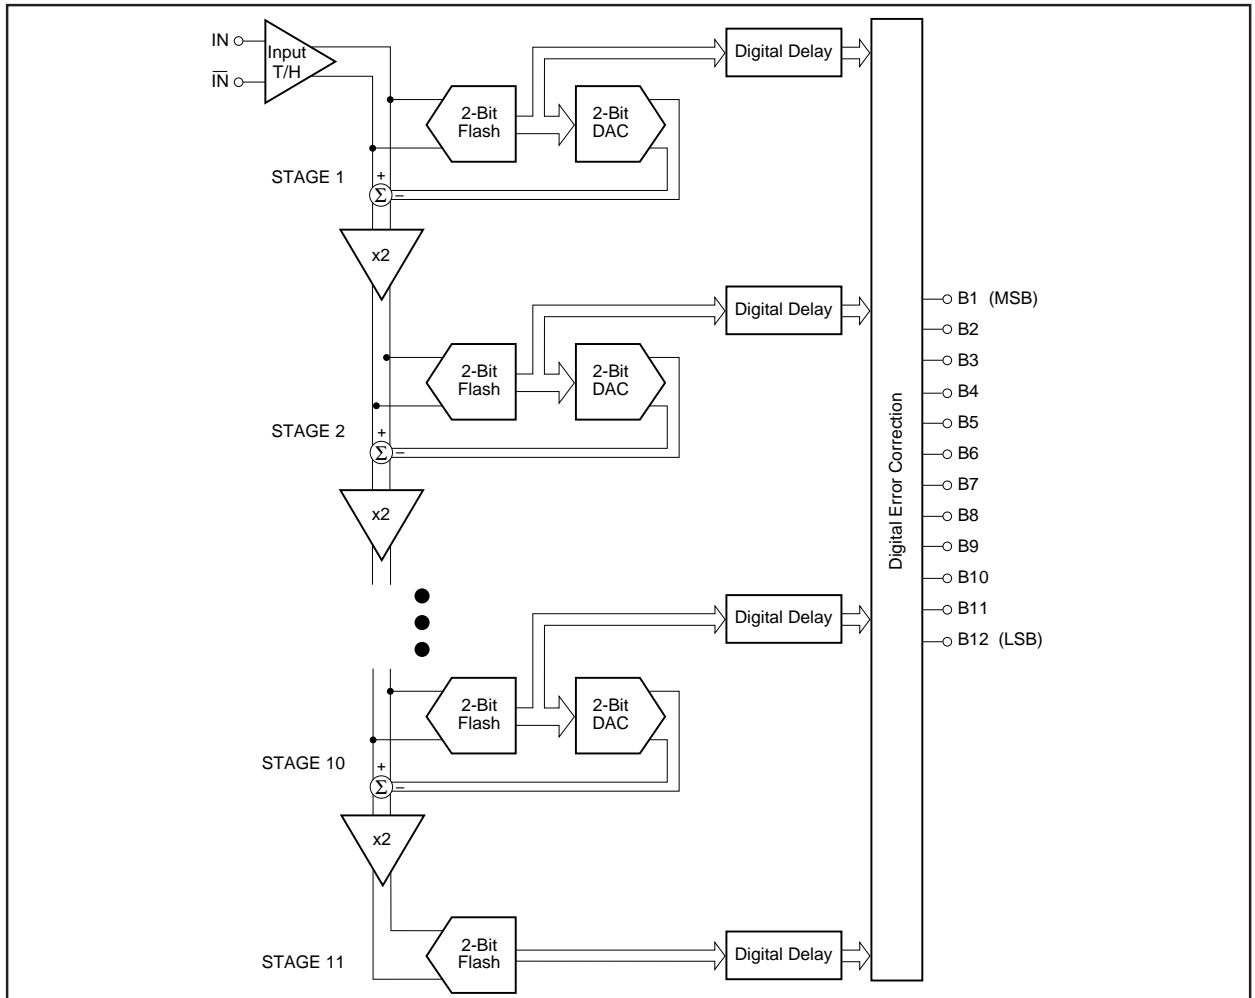 IN
IN
Input
T/H
2-Bit
Flash
2-Bit
DAC
Digital Delay
STAGE 1
+
Σ
–
x2
2-Bit
Flash
2-Bit
DAC
Digital Delay
STAGE 2
+
Σ
–
x2
2-Bit
Flash
2-Bit
DAC
Digital Delay
STAGE 10
+
Σ
–
x2
2-Bit
Flash
Digital Delay
STAGE 11
Digital Error Correction
B1 (MSB)
B2
B3
B4
B5
B6
B7
B8
B9
B10
B11
B12 (LSB)